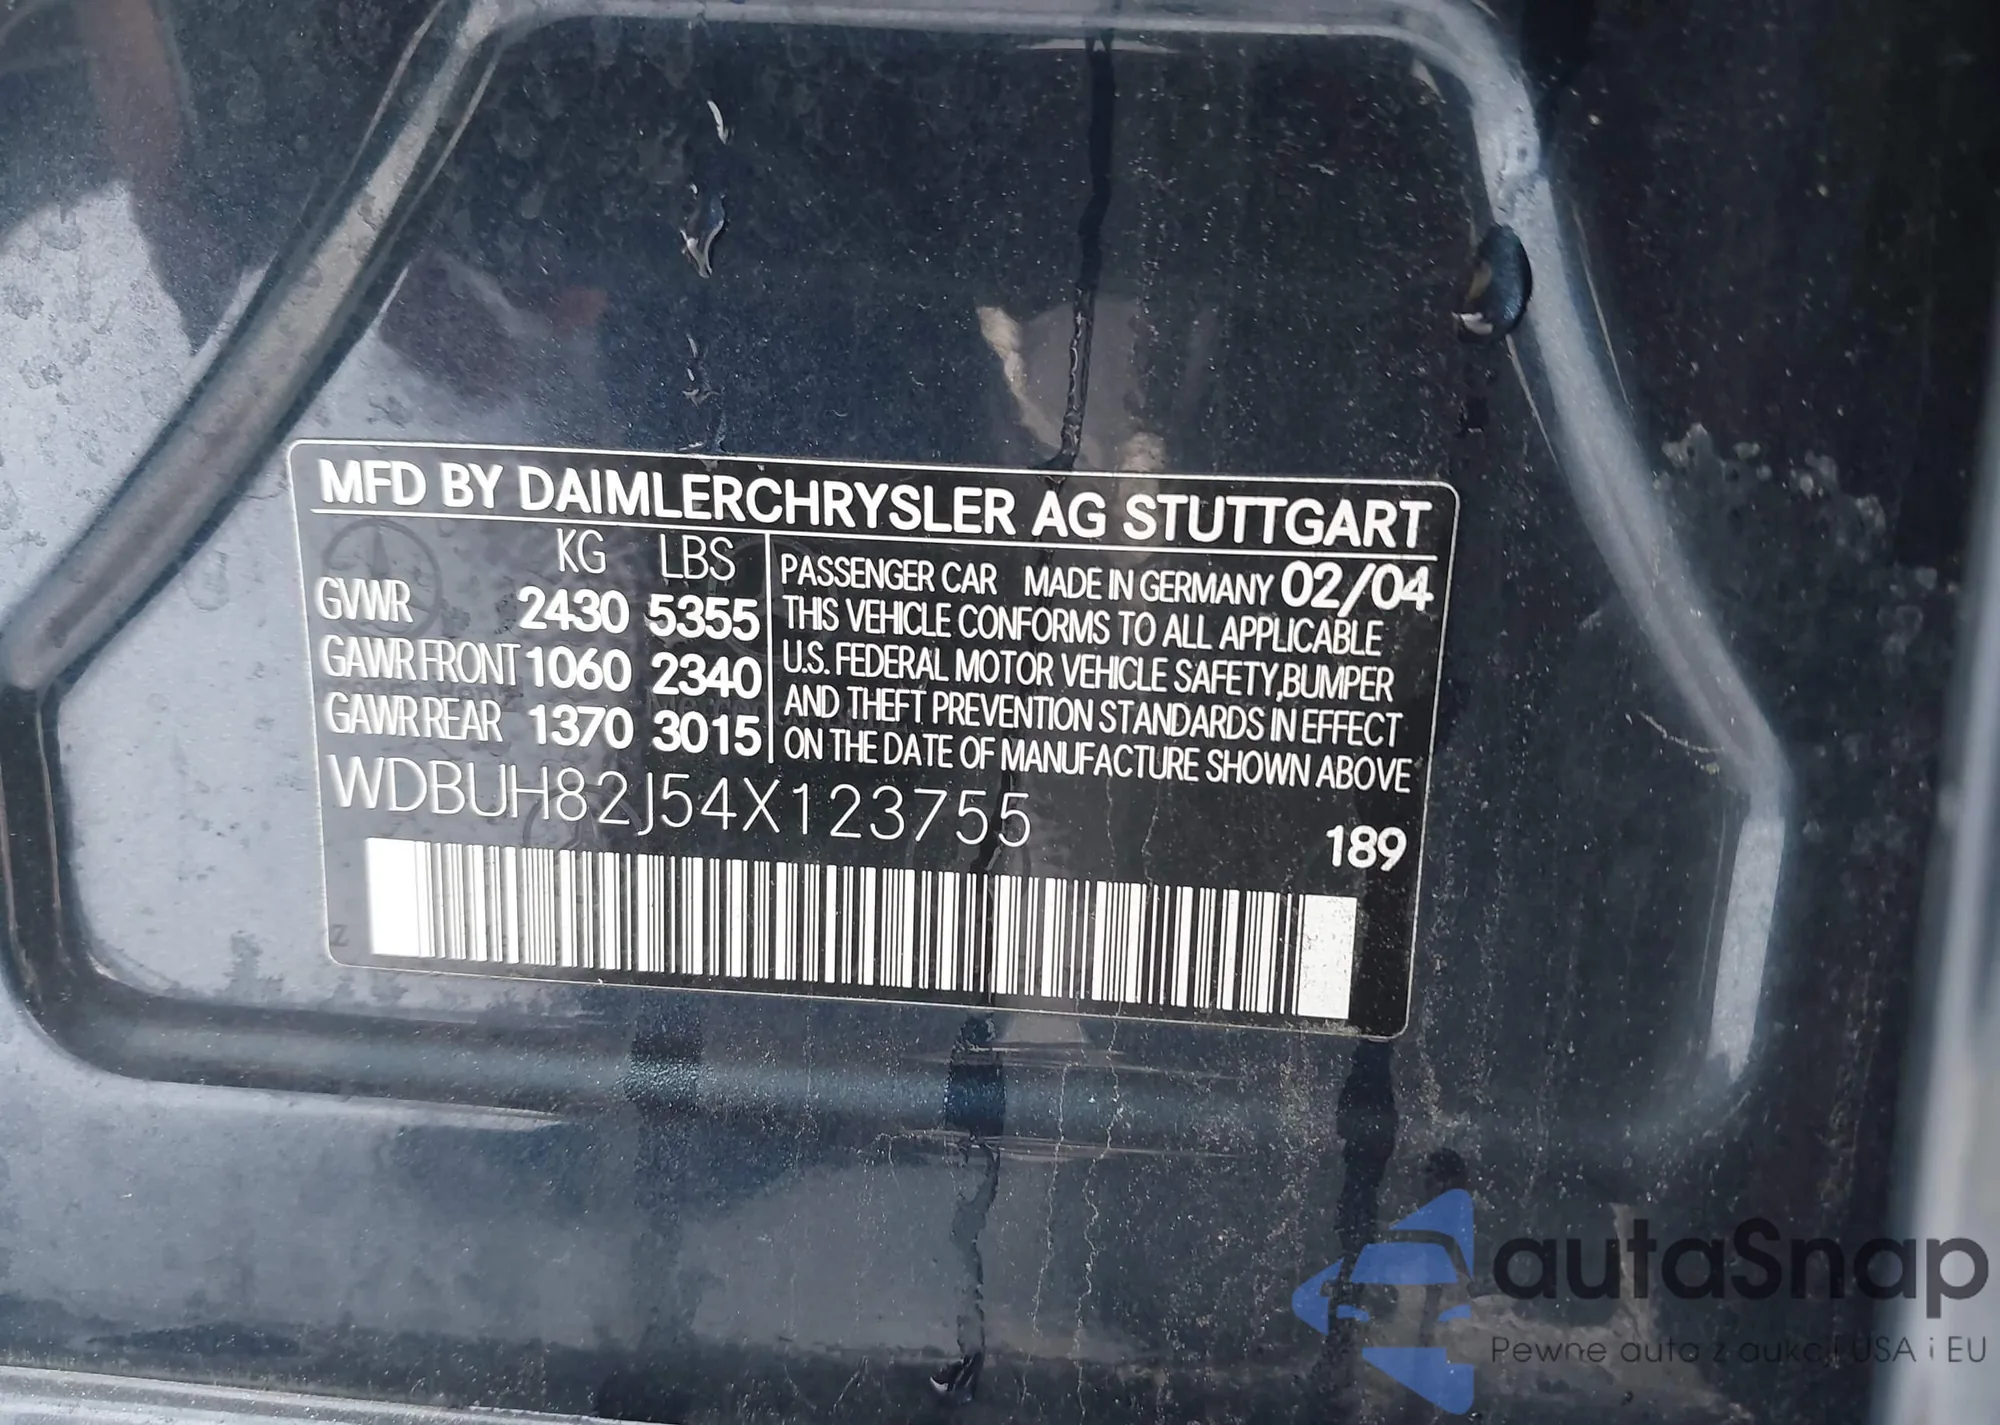 MFD BY DAIMLERCHRYSLER AG STUTTGART
KG LBS
GVWR 2430 5355
GAWR FRONT 1060 2340
GAWR REAR 1370 3015
PASSENGER CAR MADE IN GERMANY 02/04
THIS VEHICLE CONFORMS TO ALL APPLICABLE
U.S. FEDERAL MOTOR VEHICLE SAFETY,BUMPER
AND THEFT PREVENTION STANDARDS IN EFFECT
ON THE DATE OF MANUFACTURE SHOWN ABOVE
WDBUH82J54X123755
189
Z
autaSnap
Pewne auta z aukcji USA i EU